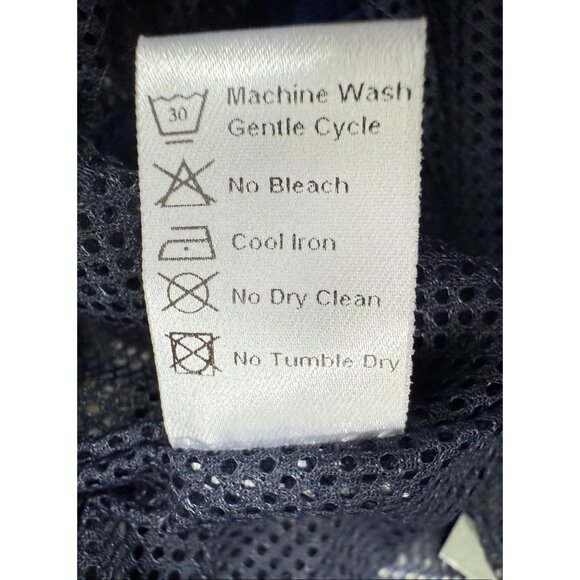 30 Machine Wash
Gentle Cycle
No Bleach
Cool Iron
No Dry Clean
No Tumble Dry